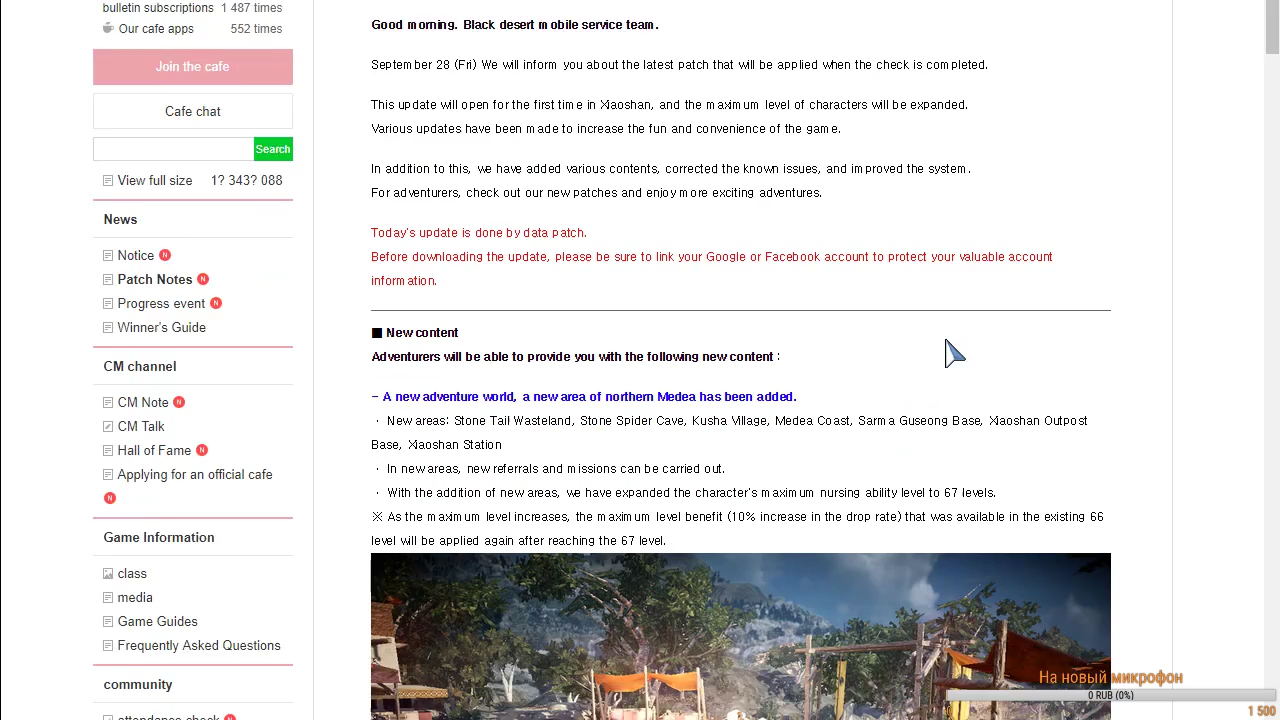 bulletin subscriptions 1 487 times
Our cafe apps 552 times
Join the cafe
Cafe chat
Search
View full size 1? 343? 088
News
Notice N
Patch Notes N
Progress event N
Winner's Guide
CM channel
CM Note N
CM Talk
Hall of Fame N
Applying for an official cafe
N
Game Information
class
media
Game Guides
Frequently Asked Questions
community
attendance check N
Good morning. Black desert mobile service team.
September 28 (Fri) We will inform you about the latest patch that will be applied when the check is completed.
This update will open for the first time in Xiaoshan, and the maximum level of characters will be expanded.
Various updates have been made to increase the fun and convenience of the game.
In addition to this, we have added various contents, corrected the known issues, and improved the system.
For adventurers, check out our new patches and enjoy more exciting adventures.
Today's update is done by data patch.
Before downloading the update, please be sure to link your Google or Facebook account to protect your valuable account
information.
■ New content
Adventurers will be able to provide you with the following new content :
- A new adventure world, a new area of northern Medea has been added.
· New areas: Stone Tail Wasteland, Stone Spider Cave, Kusha Village, Medea Coast, Sarma Guseong Base, Xiaoshan Outpost
Base, Xiaoshan Station
· In new areas, new referrals and missions can be carried out.
· With the addition of new areas, we have expanded the character's maximum nursing ability level to 67 levels.
※ As the maximum level increases, the maximum level benefit (10% increase in the drop rate) that was available in the existing 66
level will be applied again after reaching the 67 level.
На новый микрофон
0 RUB (0%)
1 500